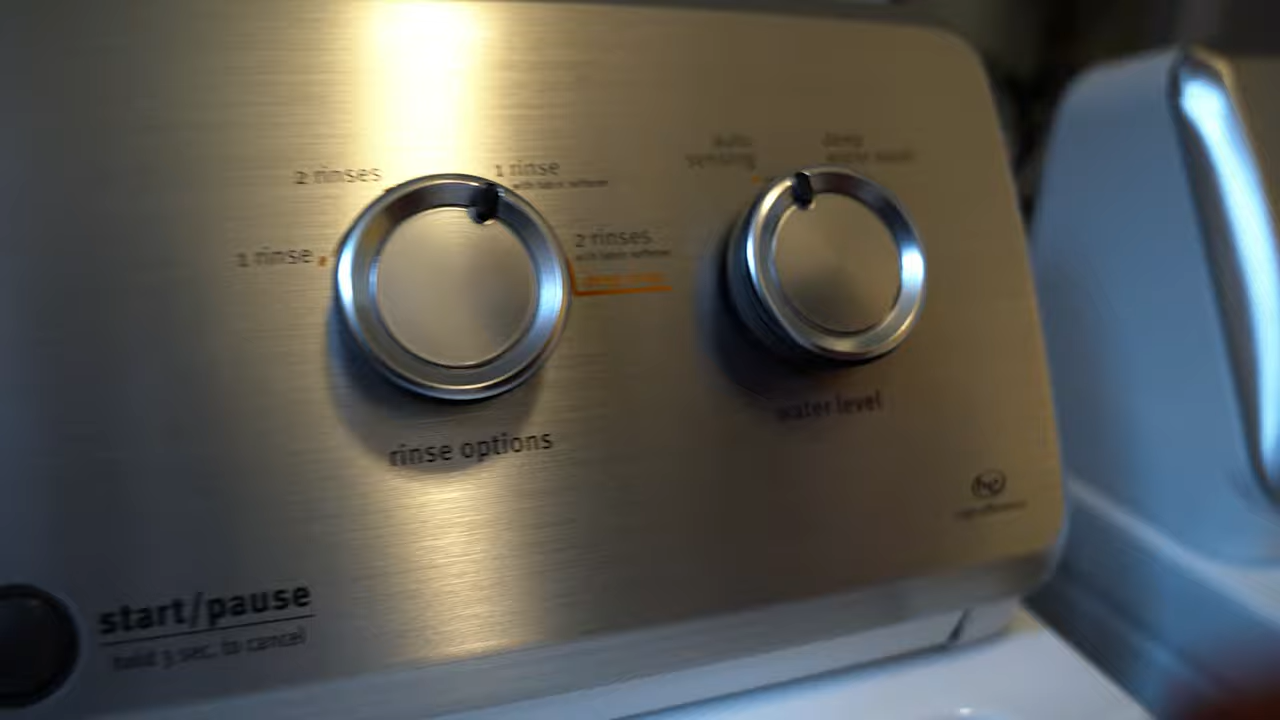 2 rinses
1 rinse
with fabric softener
auto
sensing
deep
water wash
1 rinse
2 rinses
with fabric softener
water level
rinse options
he
start/pause
hold 3 sec. to cancel